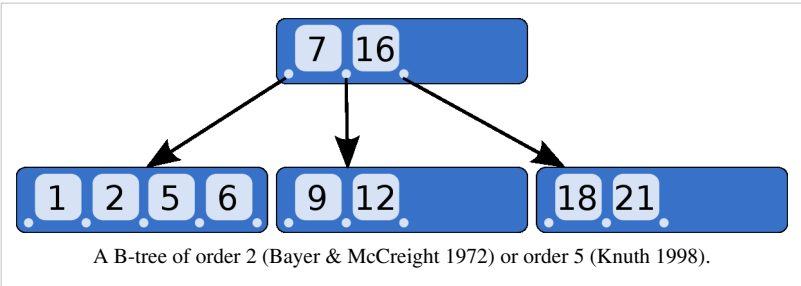 7 16
1 2 5 6 9 12 18 21
A B-tree of order 2 (Bayer & McCreight 1972) or order 5 (Knuth 1998).